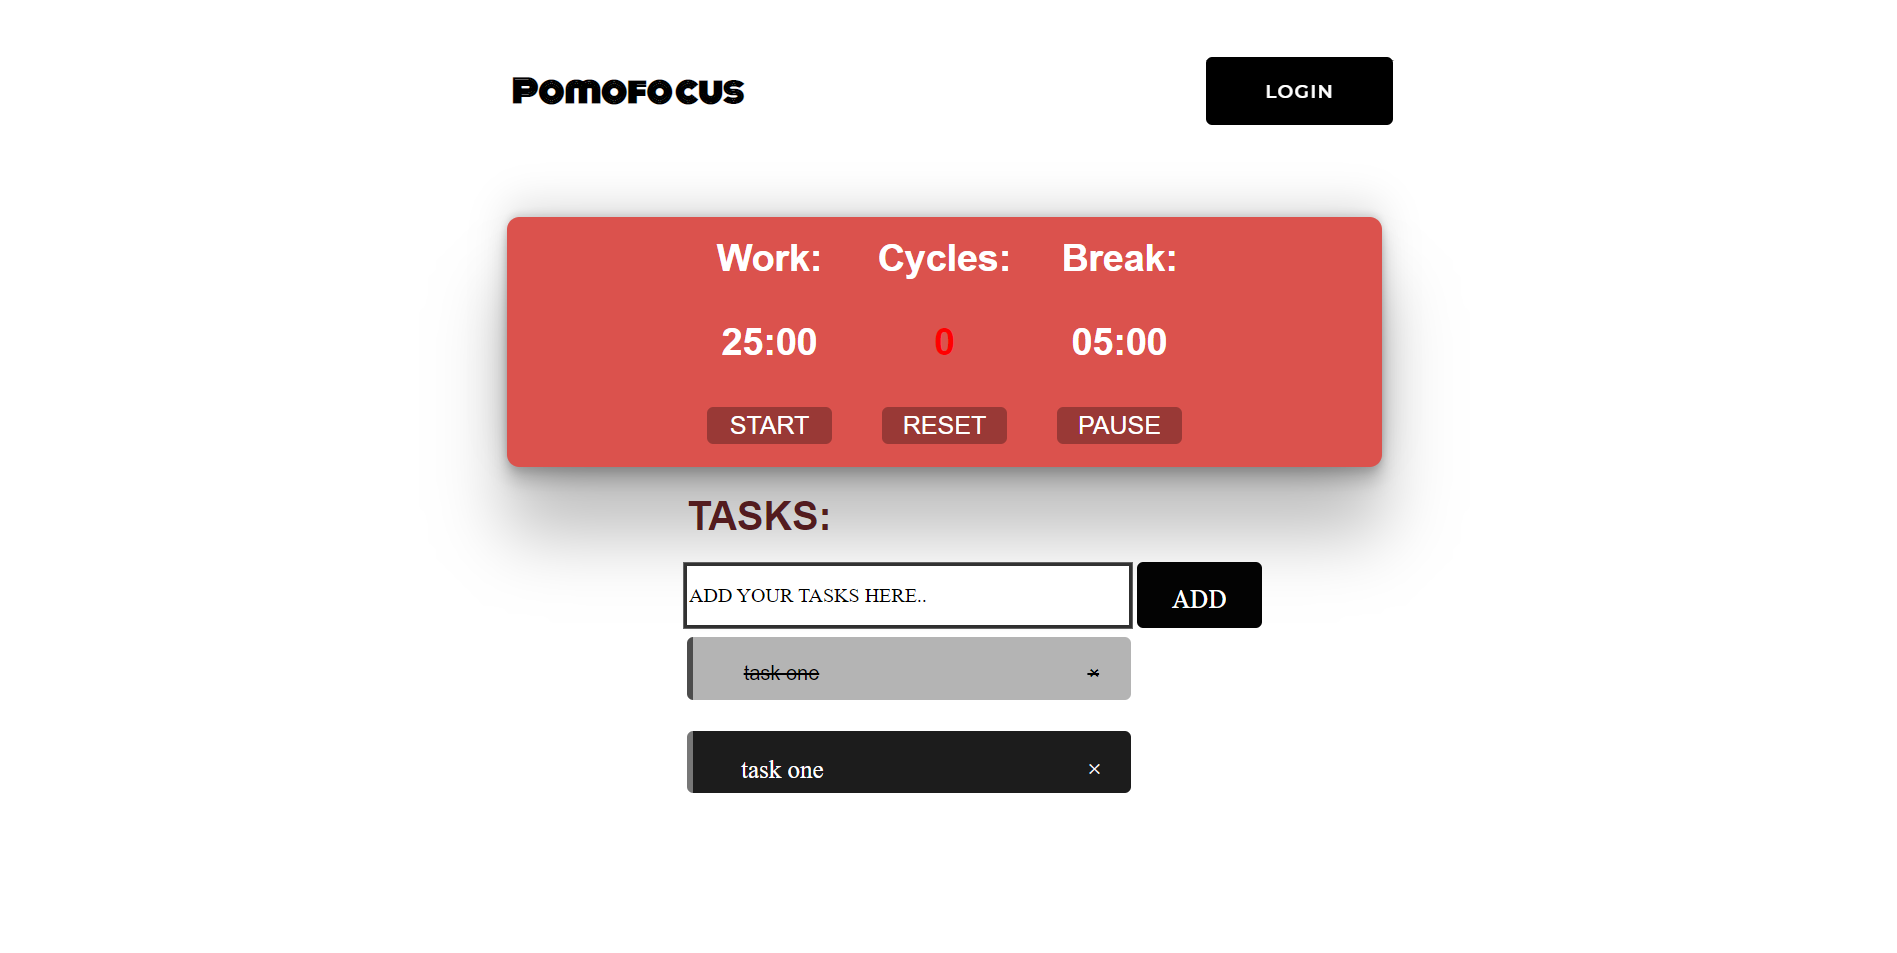 Pomofocus
LOGIN
Work: Cycles: Break:
25:00 0 05:00
START RESET PAUSE
TASKS:
ADD YOUR TASKS HERE.. ADD
task one ×
task one ×